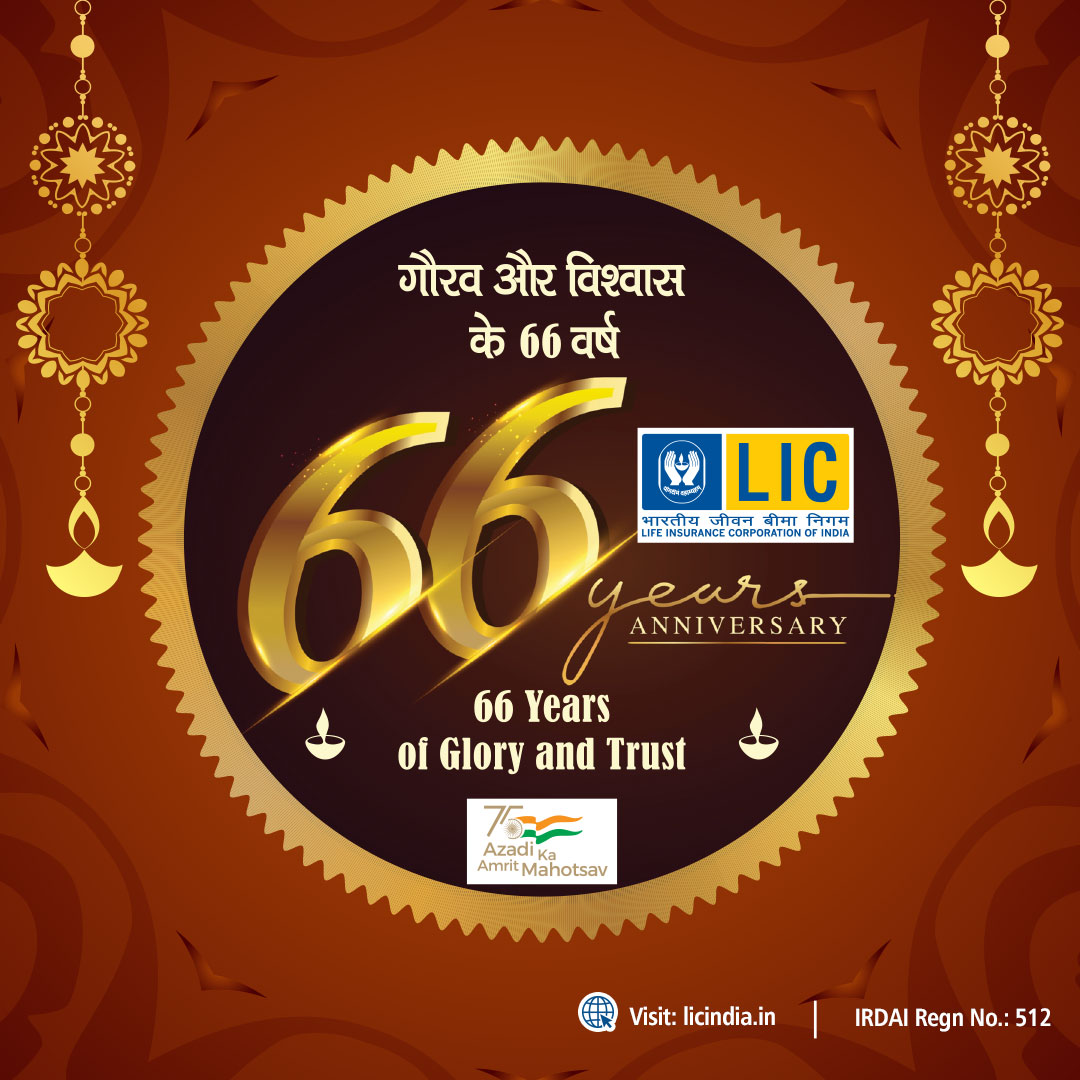 गौरव और विश्वास
के 66 वर्ष
66
LIC
भारतीय जीवन बीमा निगम
LIFE INSURANCE CORPORATION OF INDIA
years
ANNIVERSARY
66 Years
of Glory and Trust
75
Azadi Ka
Amrit Mahotsav
Visit: licindia.in
IRDAI Regn No.: 512